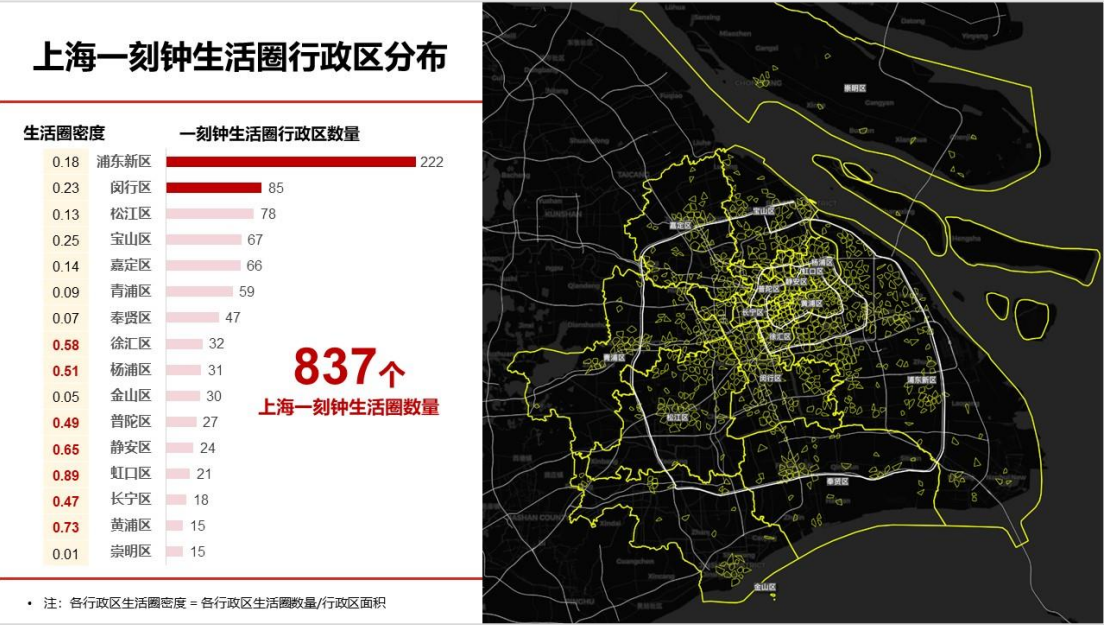 上海一刻钟生活圈行政区分布
生活圈密度 一刻钟生活圈行政区数量
0.18 浦东新区 222
0.23 闵行区 85
0.13 松江区 78
0.25 宝山区 67
0.14 嘉定区 66
0.09 青浦区 59
0.07 奉贤区 47
0.58 徐汇区 32
0.51 杨浦区 31
0.05 金山区 30
0.49 普陀区 27
0.65 静安区 24
0.89 虹口区 21
0.47 长宁区 18
0.73 黄浦区 15
0.01 崇明区 15
837个
上海一刻钟生活圈数量
• 注：各行政区生活圈密度 = 各行政区生活圈数量/行政区面积
崇明区
宝山区
嘉定区
杨浦区
虹口区
静安区
普陀区
黄浦区
长宁区
徐汇区
青浦区
闵行区
浦东新区
松江区
奉贤区
金山区
TAICANG
KUNSHAN